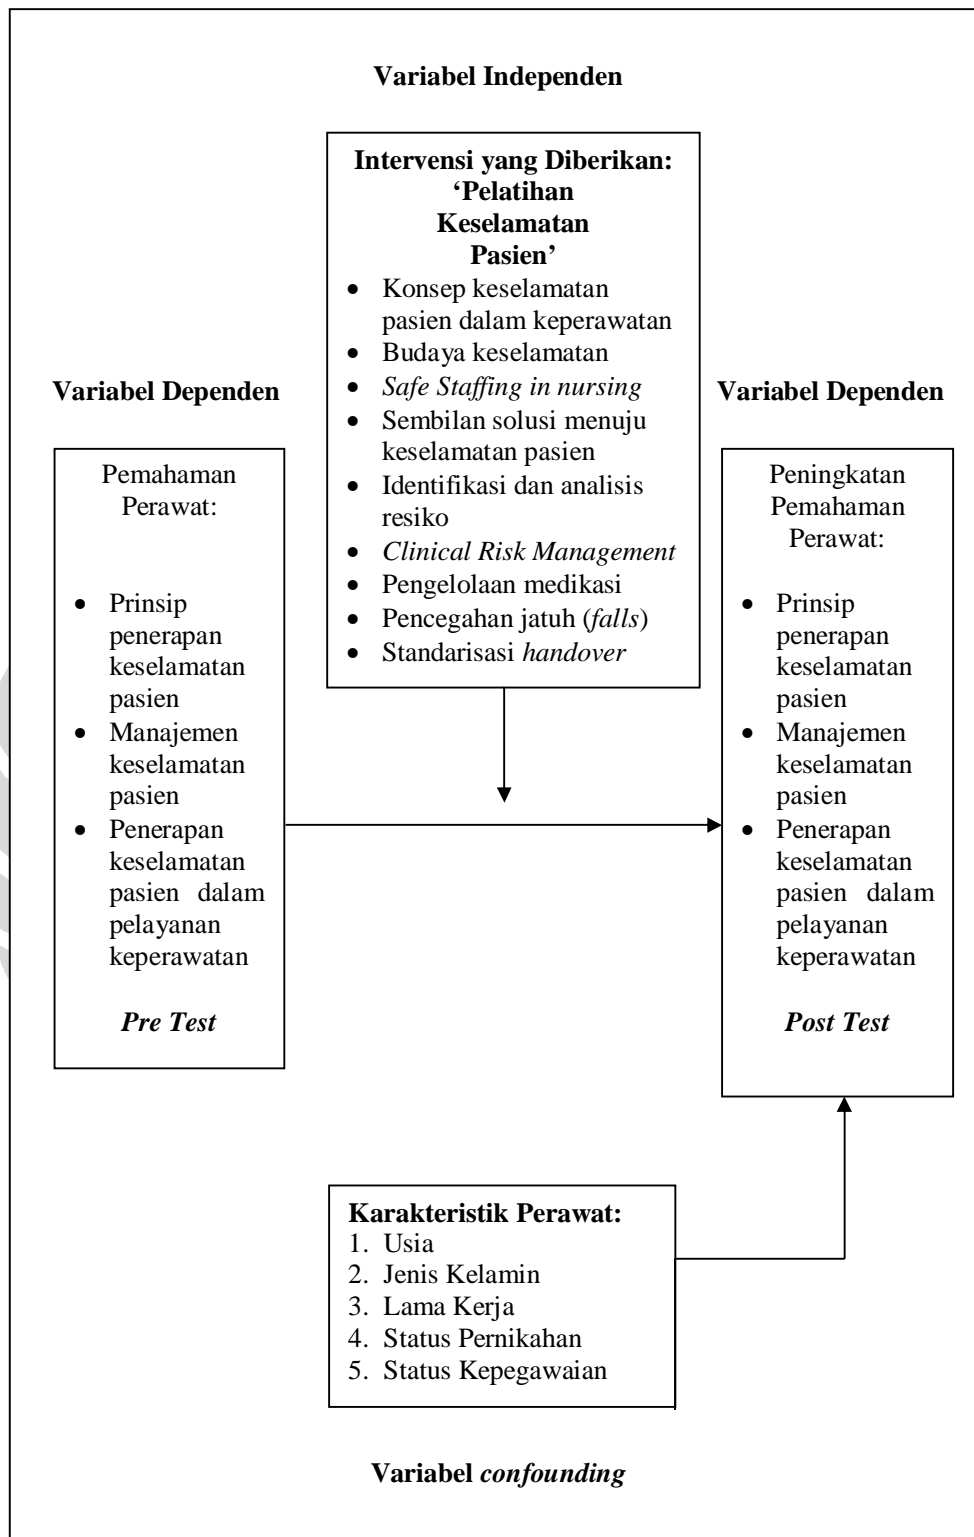 Variabel Independen
Intervensi yang Diberikan:
‘Pelatihan
Keselamatan
Pasien’
• Konsep keselamatan
pasien dalam keperawatan
• Budaya keselamatan
• Safe Staffing in nursing
• Sembilan solusi menuju
keselamatan pasien
• Identifikasi dan analisis
resiko
• Clinical Risk Management
• Pengelolaan medikasi
• Pencegahan jatuh (falls)
• Standarisasi handover
Variabel Dependen
Pemahaman
Perawat:
• Prinsip
penerapan
keselamatan
pasien
• Manajemen
keselamatan
pasien
• Penerapan
keselamatan
pasien dalam
pelayanan
keperawatan
Pre Test
Variabel Dependen
Peningkatan
Pemahaman
Perawat:
• Prinsip
penerapan
keselamatan
pasien
• Manajemen
keselamatan
pasien
• Penerapan
keselamatan
pasien dalam
pelayanan
keperawatan
Post Test
Karakteristik Perawat:
1. Usia
2. Jenis Kelamin
3. Lama Kerja
4. Status Pernikahan
5. Status Kepegawaian
Variabel confounding